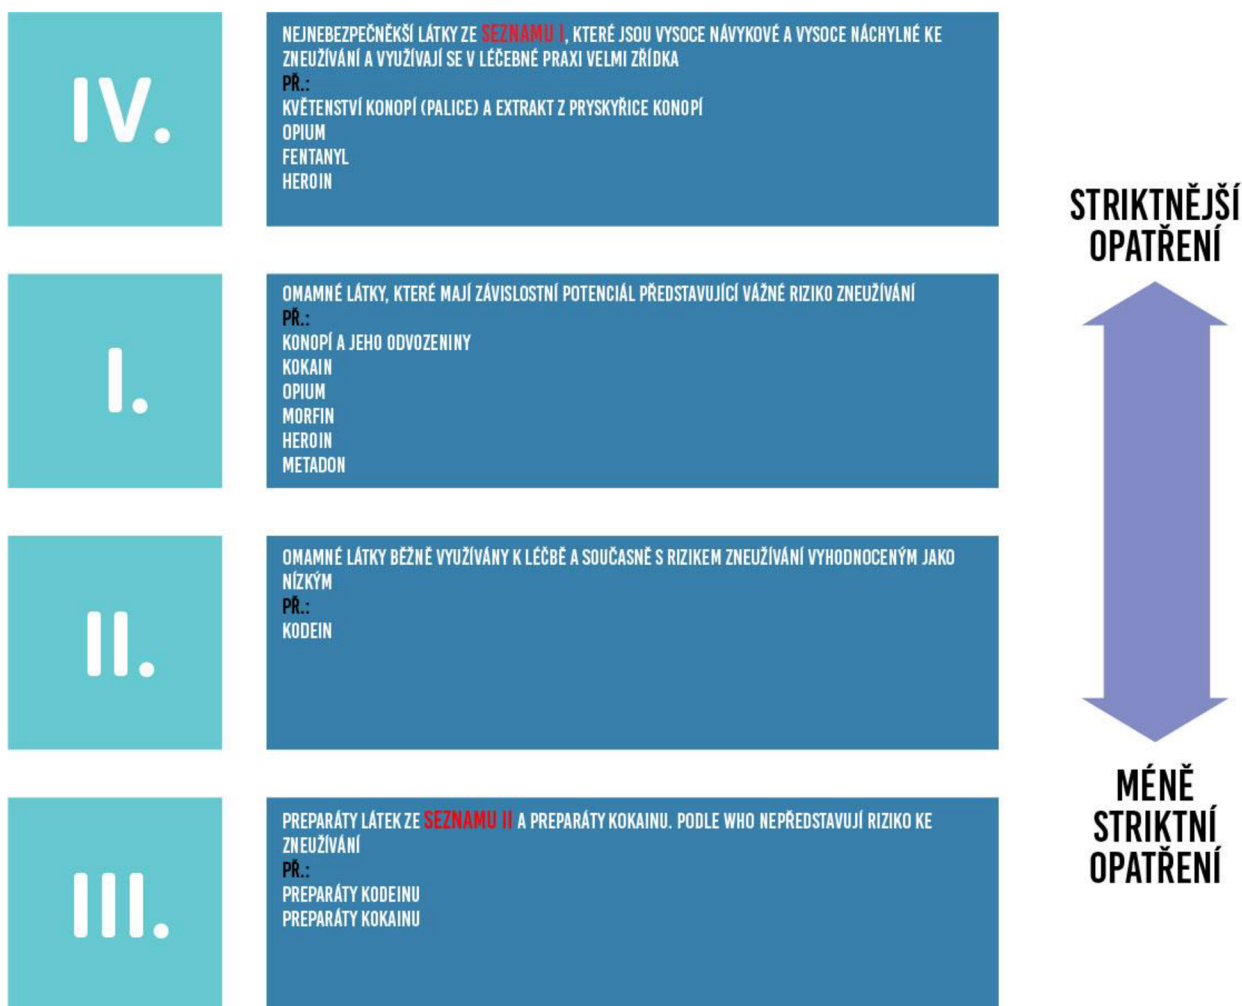 IV.
NEJNEBEZPEČNĚKŠÍ LÁTKY ZE SEZNAMU I, KTERÉ JSOU VYSOCE NÁVYKOVÉ A VYSOCE NÁCHYLNÉ KE
ZNEUŽÍVÁNÍ A VYUŽÍVAJÍ SE V LÉČEBNÉ PRAXI VELMI ZŘÍDKA
PŘ.:
KVĚTENSTVÍ KONOPÍ (PALICE) A EXTRAKT Z PRYSKYŘICE KONOPÍ
OPIUM
FENTANYL
HEROIN
I.
OMAMNÉ LÁTKY, KTERÉ MAJÍ ZÁVISLOSTNÍ POTENCIÁL PŘEDSTAVUJÍCÍ VÁŽNÉ RIZIKO ZNEUŽÍVÁNÍ
PŘ.:
KONOPÍ A JEHO ODVOZENINY
KOKAIN
OPIUM
MORFIN
HEROIN
METADON
II.
OMAMNÉ LÁTKY BĚŽNĚ VYUŽÍVÁNY K LÉČBĚ A SOUČASNĚ S RIZIKEM ZNEUŽÍVÁNÍ VYHODNOCENÝM JAKO
NÍZKÝM
PŘ.:
KODEIN
III.
PREPARÁTY LÁTEK ZE SEZNAMU II A PREPARÁTY KOKAINU. PODLE WHO NEPŘEDSTAVUJÍ RIZIKO KE
ZNEUŽÍVÁNÍ
PŘ.:
PREPARÁTY KODEINU
PREPARÁTY KOKAINU
STRIKTNĚJŠÍ
OPATŘENÍ
MÉNĚ
STRIKTNÍ
OPATŘENÍ